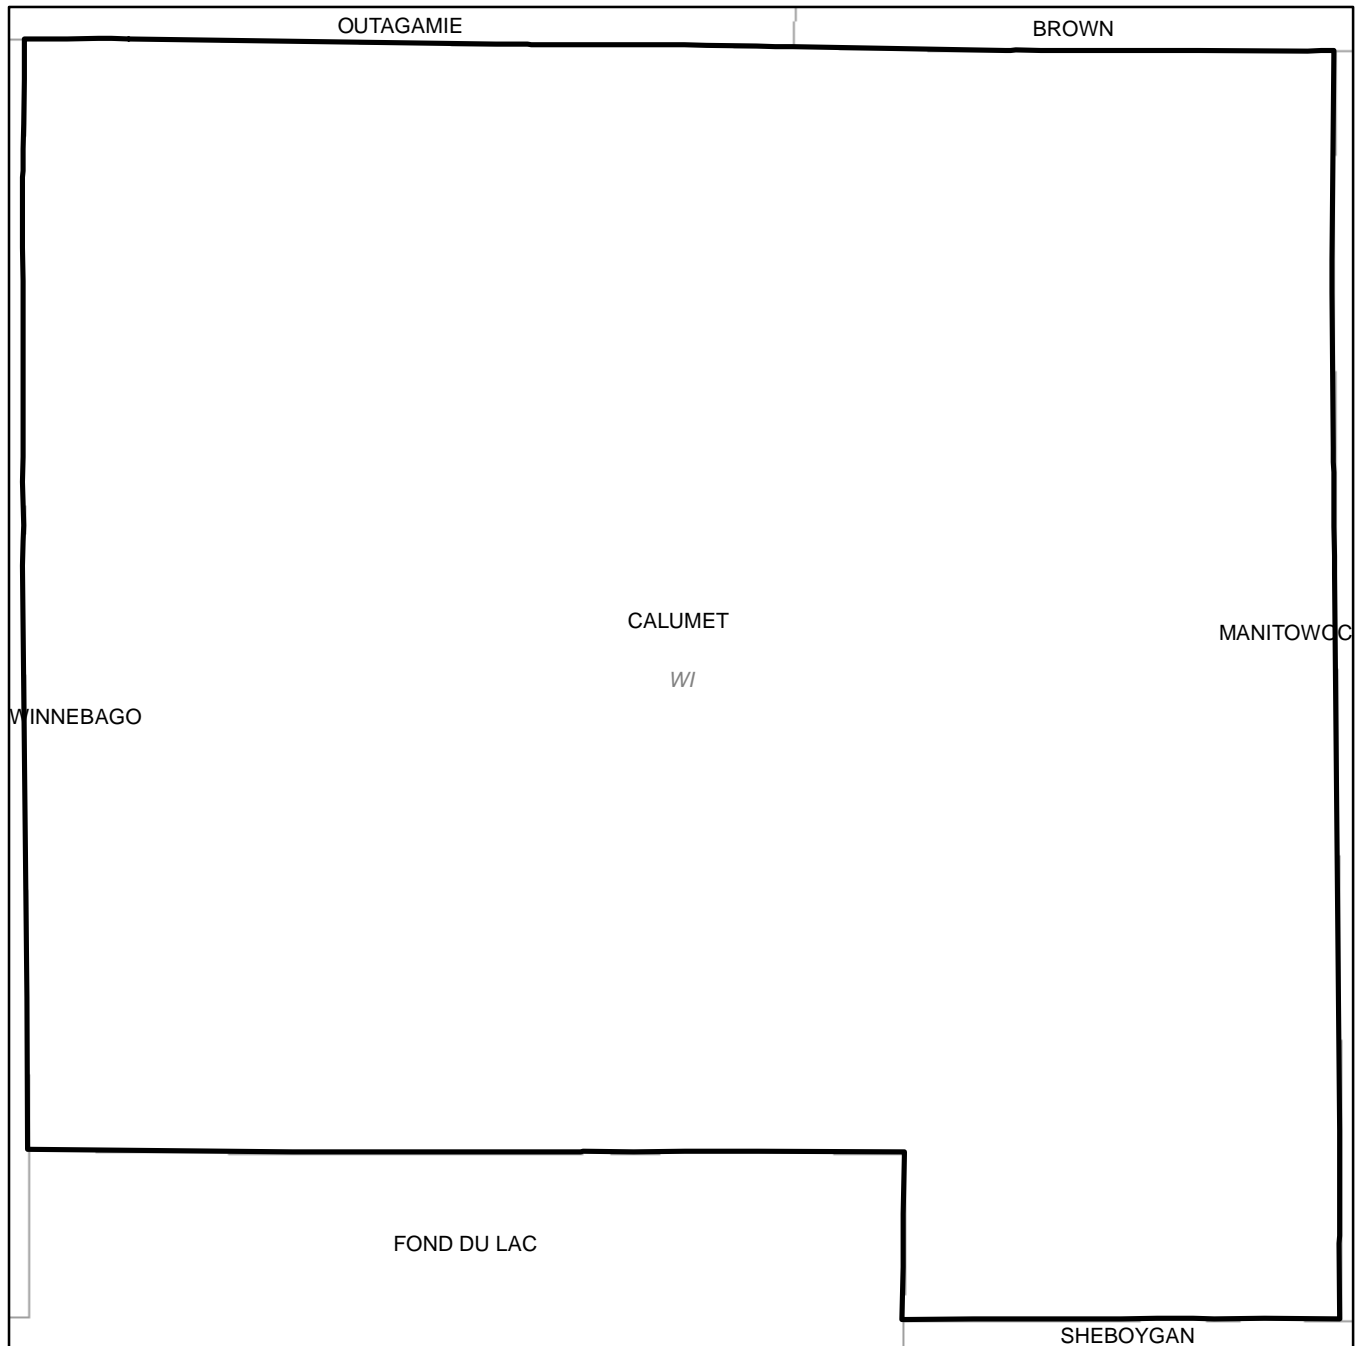 OUTAGAMIE
BROWN
CALUMET
MANITOWOC
WI
WINNEBAGO
FOND DU LAC
SHEBOYGAN